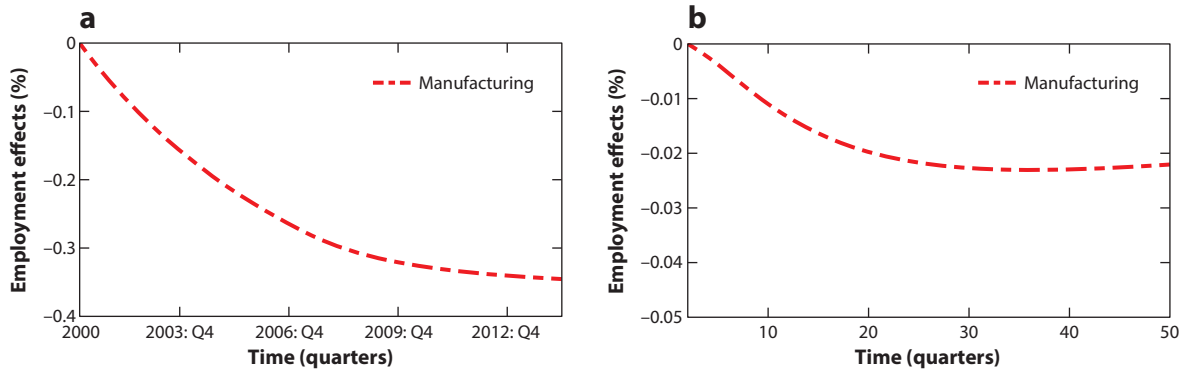 a
Employment effects (%)
0
–0.1
–0.2
–0.3
–0.4
Manufacturing
2000
2003: Q4
2006: Q4
2009: Q4
2012: Q4
Time (quarters)
b
Employment effects (%)
0
–0.01
–0.02
–0.03
–0.04
–0.05
Manufacturing
10
20
30
40
50
Time (quarters)